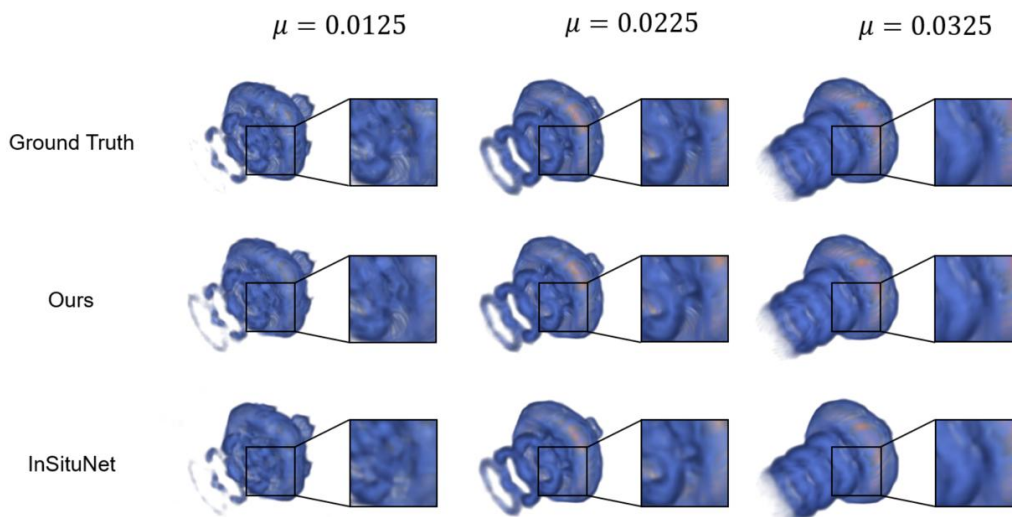 μ = 0.0125
μ = 0.0225
μ = 0.0325
Ground Truth
Ours
InSituNet